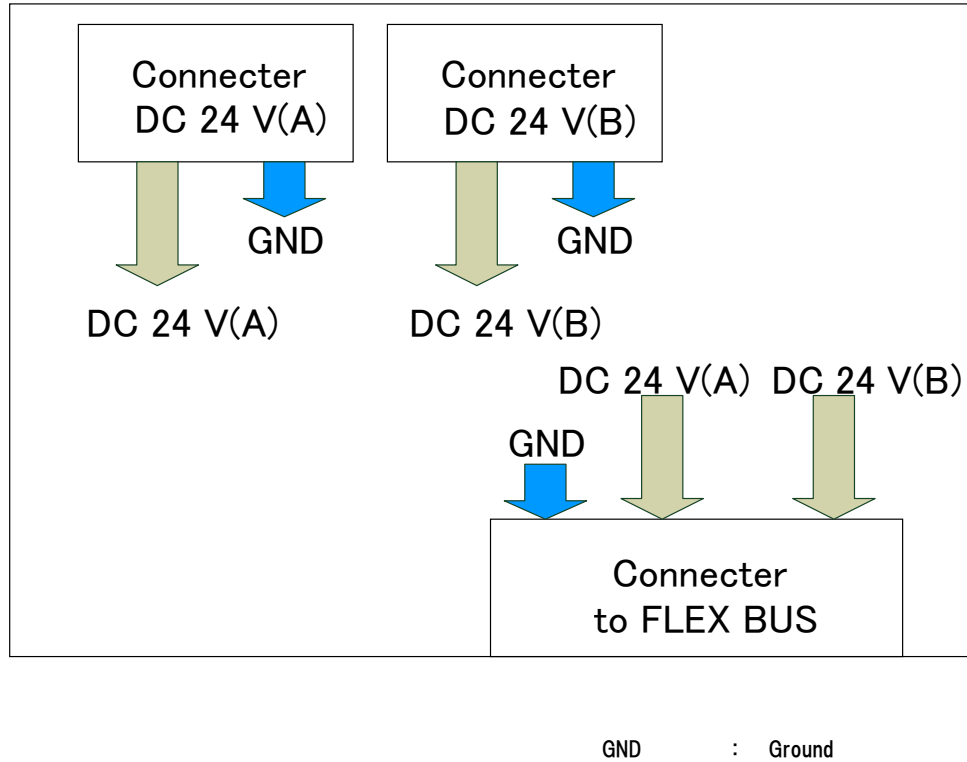 Connecter
DC 24 V(A)
Connecter
DC 24 V(B)
GND
GND
DC 24 V(A)
DC 24 V(B)
DC 24 V(A)
DC 24 V(B)
GND
Connecter
to FLEX BUS
GND : Ground